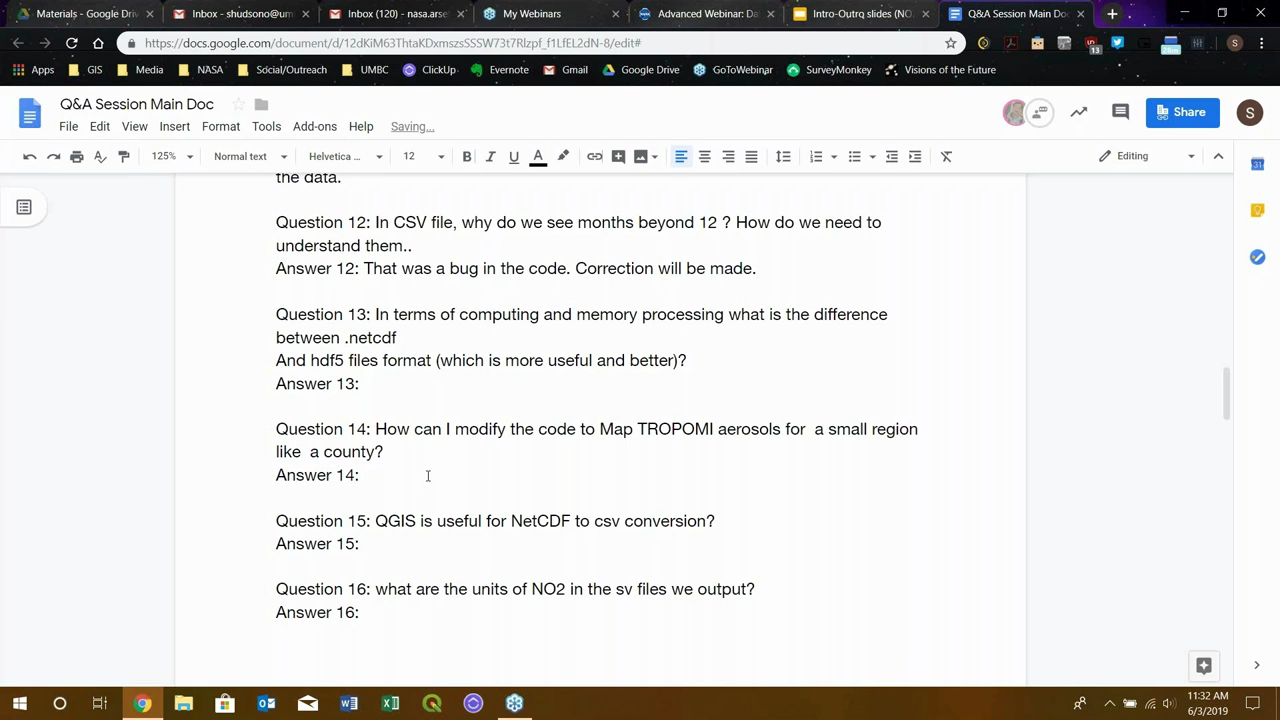 Materials - Google Driv
Inbox - shudsono@um
Inbox (120) - nasa.arse
My Webinars
Advanced Webinar: Da
Intro-Outro slides (NO
Q&A Session Main Doc
https://docs.google.com/document/d/12dKiM63ThtaKDxmszsSSSW73t7Rlzpf_f1LfEL2dN-8/edit#
Apps
GIS
Media
NASA
Social/Outreach
UMBC
ClickUp
Evernote
Gmail
Google Drive
GoToWebinar
SurveyMonkey
Visions of the Future
Q&A Session Main Doc
File Edit View Insert Format Tools Add-ons Help Saving...
Share
S
125% Normal text Helvetica ... 12 B I U A Editing
the data.
Question 12: In CSV file, why do we see months beyond 12 ? How do we need to
understand them..
Answer 12: That was a bug in the code. Correction will be made.
Question 13: In terms of computing and memory processing what is the difference
between .netcdf
And hdf5 files format (which is more useful and better)?
Answer 13:
Question 14: How can I modify the code to Map TROPOMI aerosols for  a small region
like  a county?
Answer 14:
Question 15: QGIS is useful for NetCDF to csv conversion?
Answer 15:
Question 16: what are the units of NO2 in the sv files we output?
Answer 16:
11:32 AM
6/3/2019